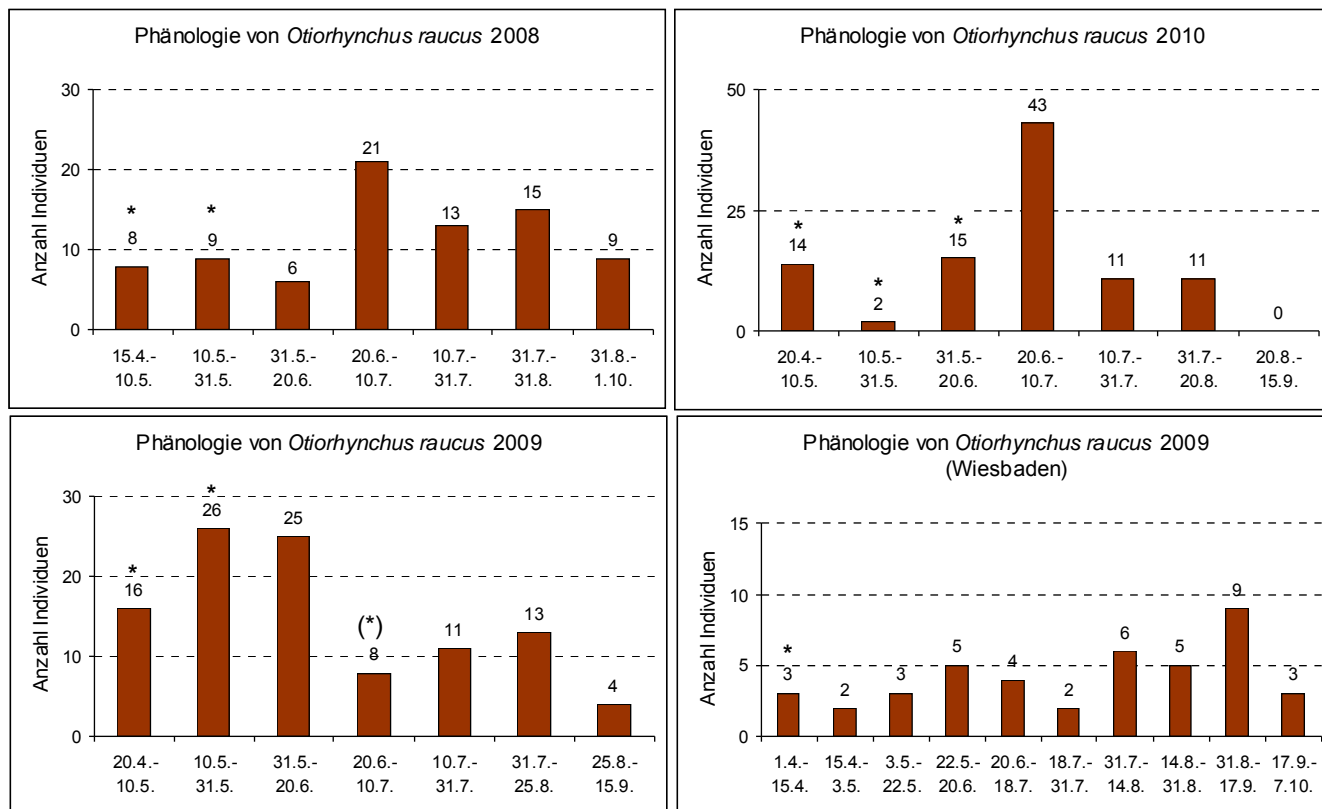 Phänologie von Otiorhynchus raucus 2008
Anzahl Individuen
30
20
10
0
* *
8 9 6 21 13 15 9
15.4.- 10.5.- 31.5.- 20.6.- 10.7.- 31.7.- 31.8.-
10.5. 31.5. 20.6. 10.7. 31.7. 31.8. 1.10.
Phänologie von Otiorhynchus raucus 2010
Anzahl Individuen
50
25
0
* * *
14 2 15 43 11 11 0
20.4.- 10.5.- 31.5.- 20.6.- 10.7.- 31.7.- 20.8.-
10.5. 31.5. 20.6. 10.7. 31.7. 20.8. 15.9.
Phänologie von Otiorhynchus raucus 2009
Anzahl Individuen
30
20
10
0
* * (*)
16 26 25 8 11 13 4
20.4.- 10.5.- 31.5.- 20.6.- 10.7.- 31.7.- 25.8.-
10.5. 31.5. 20.6. 10.7. 31.7. 25.8. 15.9.
Phänologie von Otiorhynchus raucus 2009
(Wiesbaden)
Anzahl Individuen
15
10
5
0
*
3 2 3 5 4 2 6 5 9 3
1.4.- 15.4.- 3.5.- 22.5.- 20.6.- 18.7.- 31.7.- 14.8.- 31.8.- 17.9.-
15.4. 3.5. 22.5. 20.6. 18.7. 31.7. 14.8. 31.8. 17.9. 7.10.